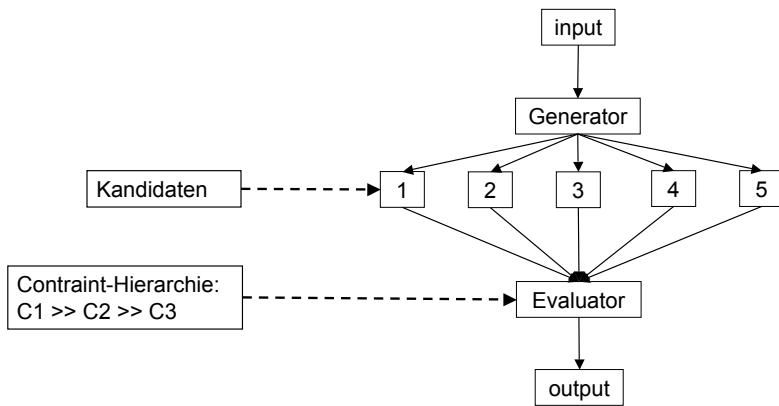 input
Generator
Kandidaten
1 2 3 4 5
Contraint-Hierarchie:
C1 >> C2 >> C3
Evaluator
output